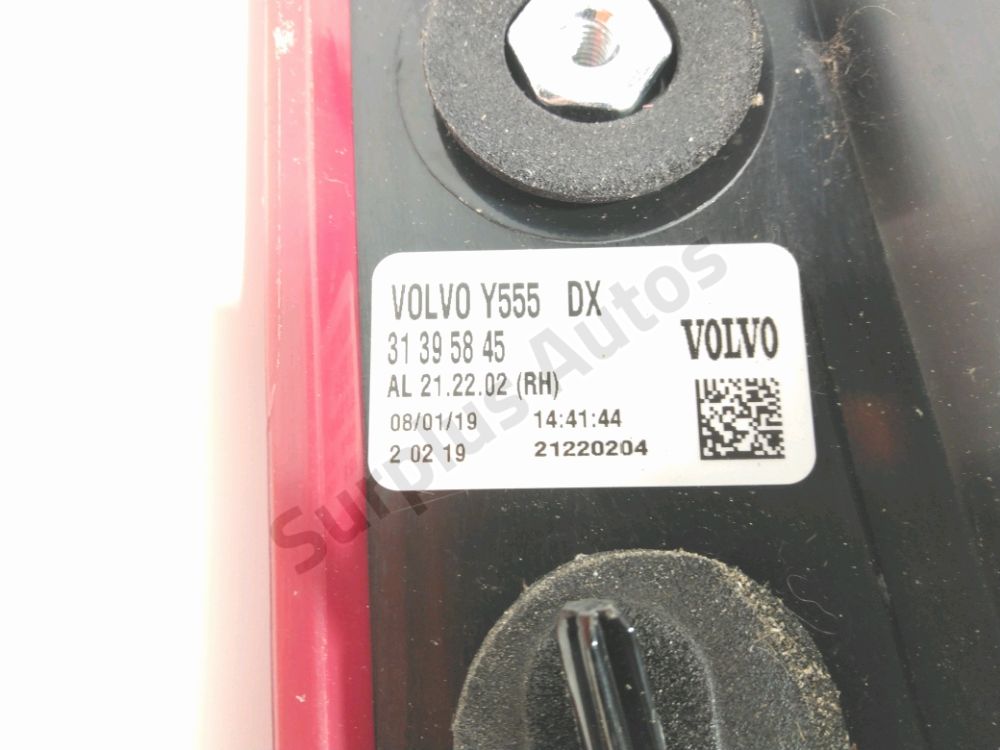 VOLVO Y555 DX
31 39 58 45
VOLVO
AL 21.22.02 (RH)
08/01/19 14:41:44
2 02 19 21220204
Surplus Autos